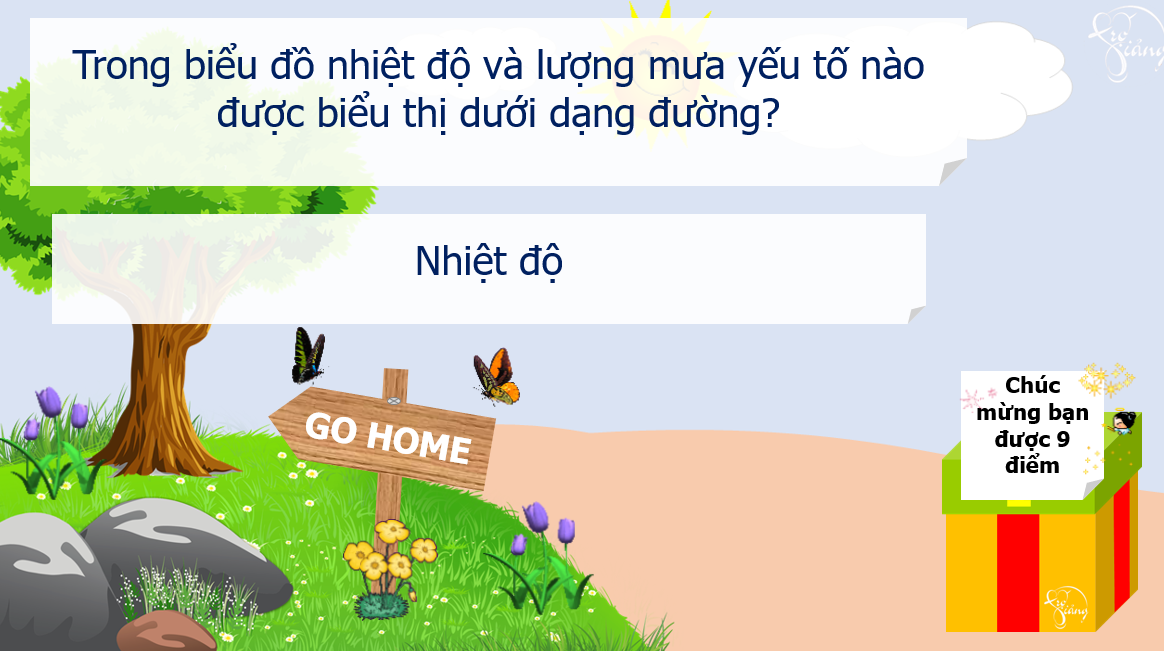 Trong biểu đồ nhiệt độ và lượng mưa yếu tố nào
được biểu thị dưới dạng đường?
Nhiệt độ
GO HOME
Chúc
mừng bạn
được 9
điểm